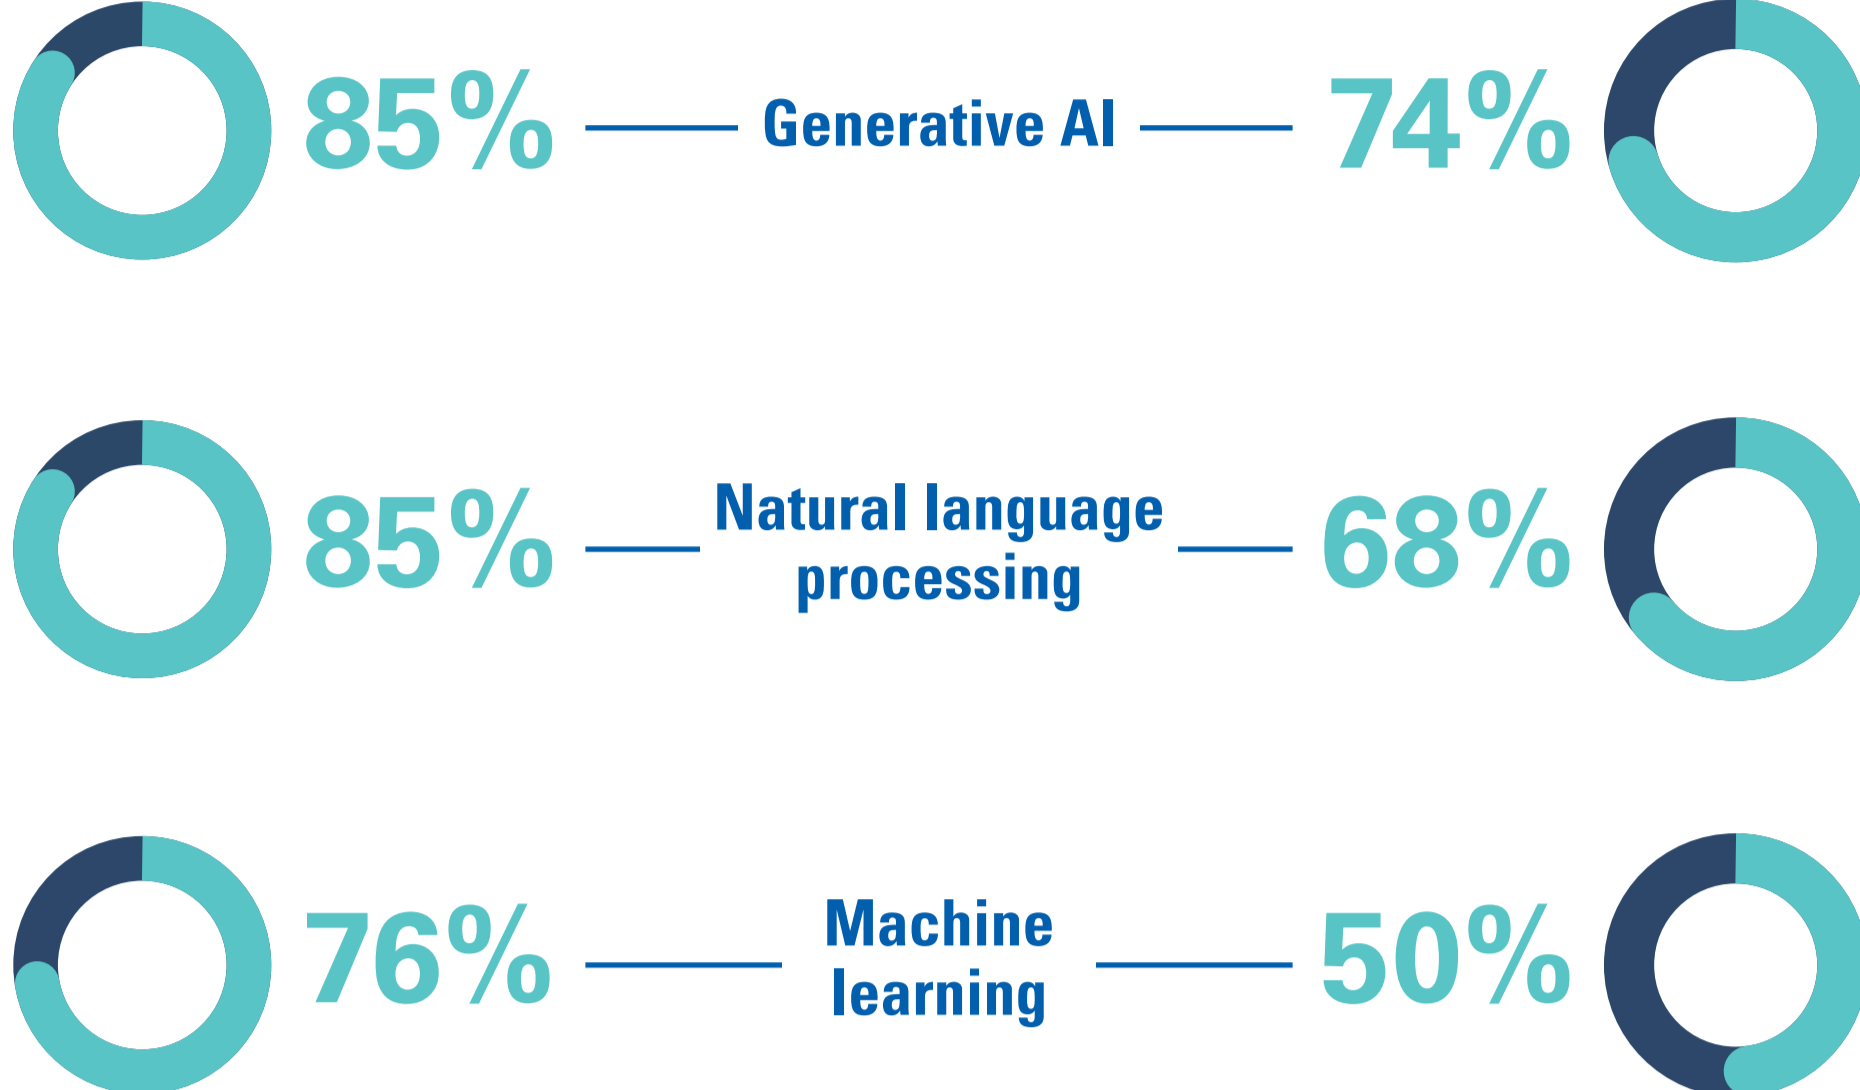 85% Generative AI 74%
85% Natural language 68%
processing
76% Machine 50%
learning